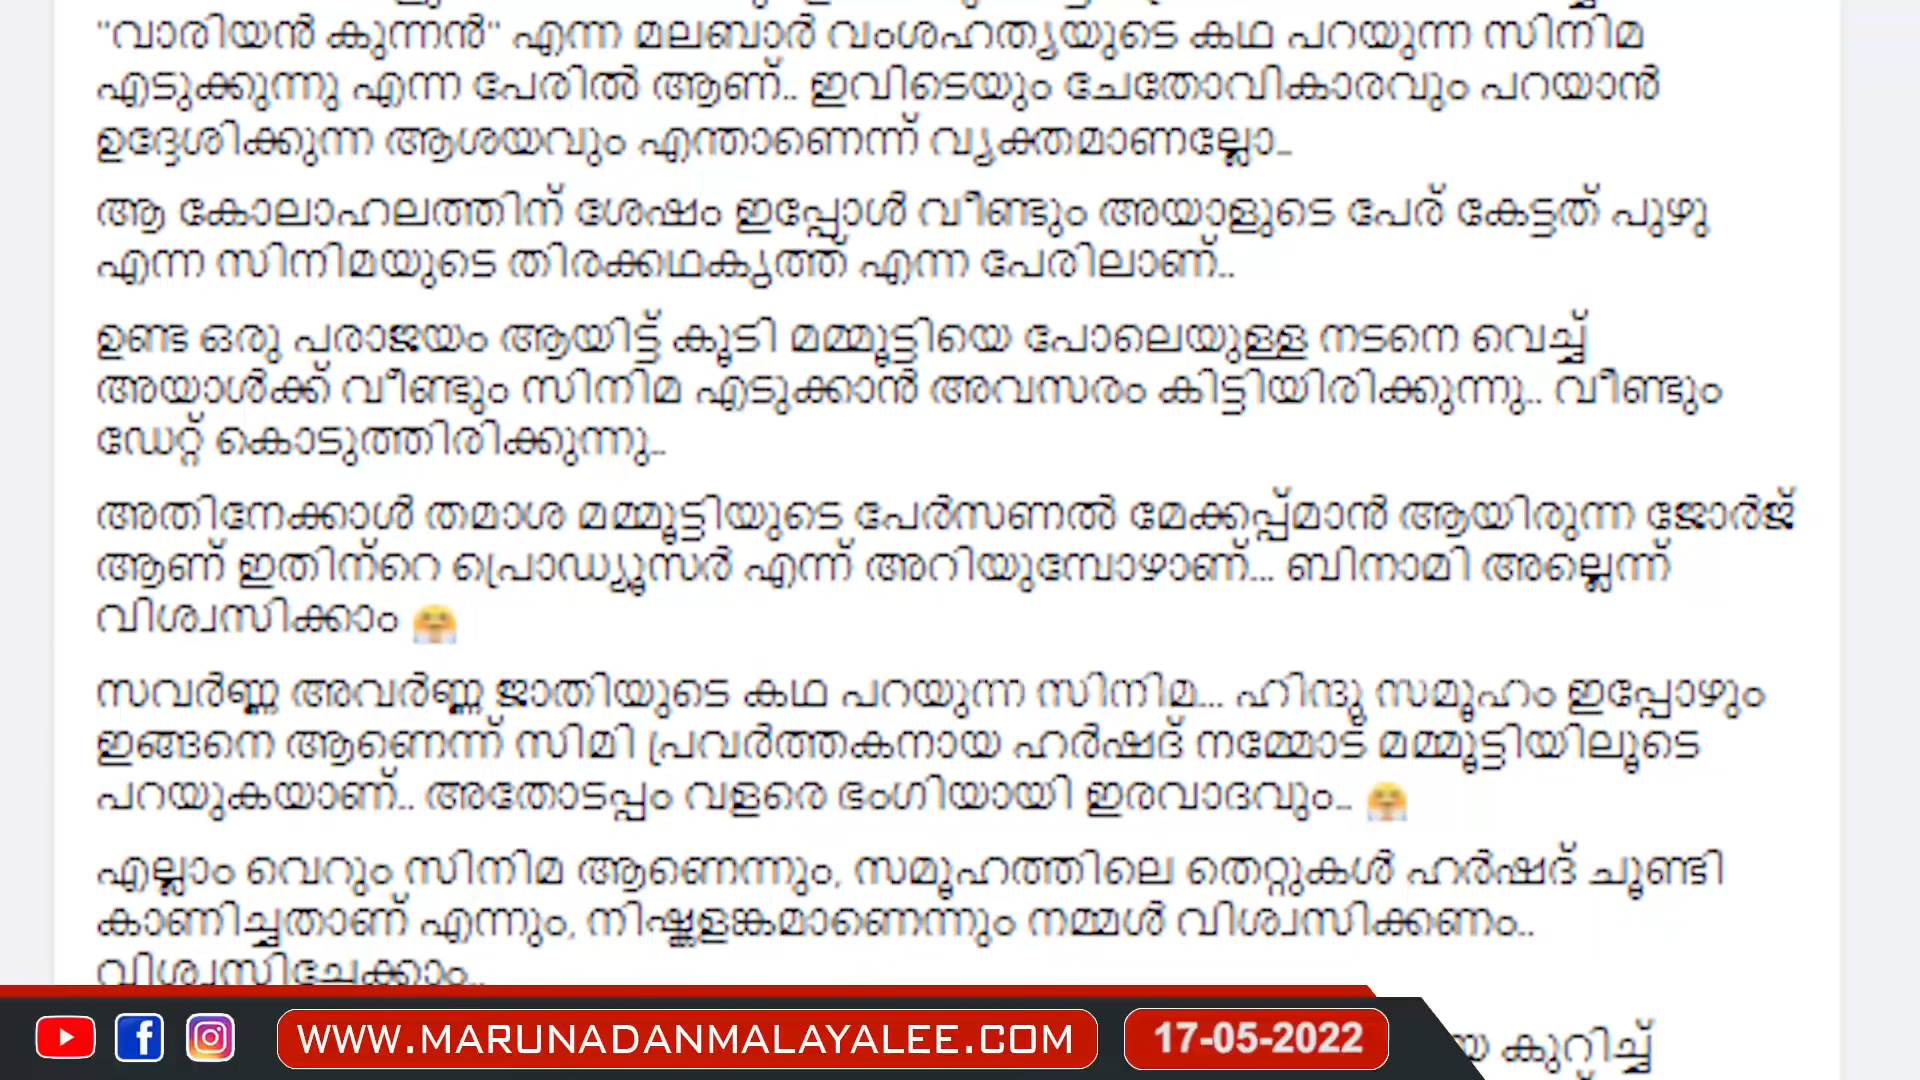 "വാരിയൻ കുന്നൻ" എന്ന മലബാർ വംശഹത്യയുടെ കഥ പറയുന്ന സിനിമ
എടുക്കുന്നു എന്ന പേരിൽ ആണ്.. ഇവിടെയും ചേതോവികാരവും പറയാൻ
ഉദ്ദേശിക്കുന്ന ആശയവും എന്താണെന്ന് വ്യക്തമാണല്ലോ..
ആ കോലാഹലത്തിന് ശേഷം ഇപ്പോൾ വീണ്ടും അയാളുടെ പേര് കേട്ടത് പുഴു
എന്ന സിനിമയുടെ തിരക്കഥകൃത്ത് എന്ന പേരിലാണ്..
ഉണ്ട ഒരു പരാജയം ആയിട്ട് കൂടി മമ്മൂട്ടിയെ പോലെയുള്ള നടനെ വെച്ച്
അയാൾക്ക് വീണ്ടും സിനിമ എടുക്കാൻ അവസരം കിട്ടിയിരിക്കുന്നു.. വീണ്ടും
ഡേറ്റ് കൊടുത്തിരിക്കുന്നു..
അതിനേക്കാൾ തമാശ മമ്മൂട്ടിയുടെ പേർസണൽ മേക്കപ്പ്മാൻ ആയിരുന്ന ജോർജ്
ആണ് ഇതിന്റെ പ്രൊഡ്യൂസർ എന്ന് അറിയുമ്പോഴാണ്... ബിനാമി അല്ലെന്ന്
വിശ്വസിക്കാം
സവർണ്ണ അവർണ്ണ ജാതിയുടെ കഥ പറയുന്ന സിനിമ... ഹിന്ദു സമൂഹം ഇപ്പോഴും
ഇങ്ങനെ ആണെന്ന് സിമി പ്രവർത്തകനായ ഹർഷദ് നമ്മോട് മമ്മൂട്ടിയിലൂടെ
പറയുകയാണ്.. അതോടപ്പം വളരെ ഭംഗിയായി ഇരവാദവും..
എല്ലാം വെറും സിനിമ ആണെന്നും, സമൂഹത്തിലെ തെറ്റുകൾ ഹർഷദ് ചൂണ്ടി
കാണിച്ചതാണ് എന്നും, നിഷ്കളങ്കമാണെന്നും നമ്മൾ വിശ്വസിക്കണം..
വിശ്വസിച്ചേക്കാം..
കുറിച്ച്
WWW.MARUNADANMALAYALEE.COM 17-05-2022